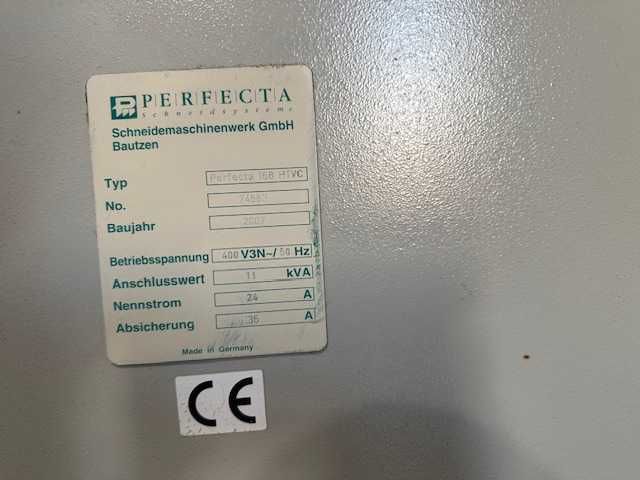 PERFECTA
Schneidsysteme
Schneidemaschinenwerk GmbH
Bautzen
Typ Perfecta 168 HTVC
No.
Baujahr 2007
Betriebsspannung 400 V3N~/ 50 Hz
Anschlusswert 11 kVA
Nennstrom 24 A
Absicherung 35 A
Made in Germany
CE